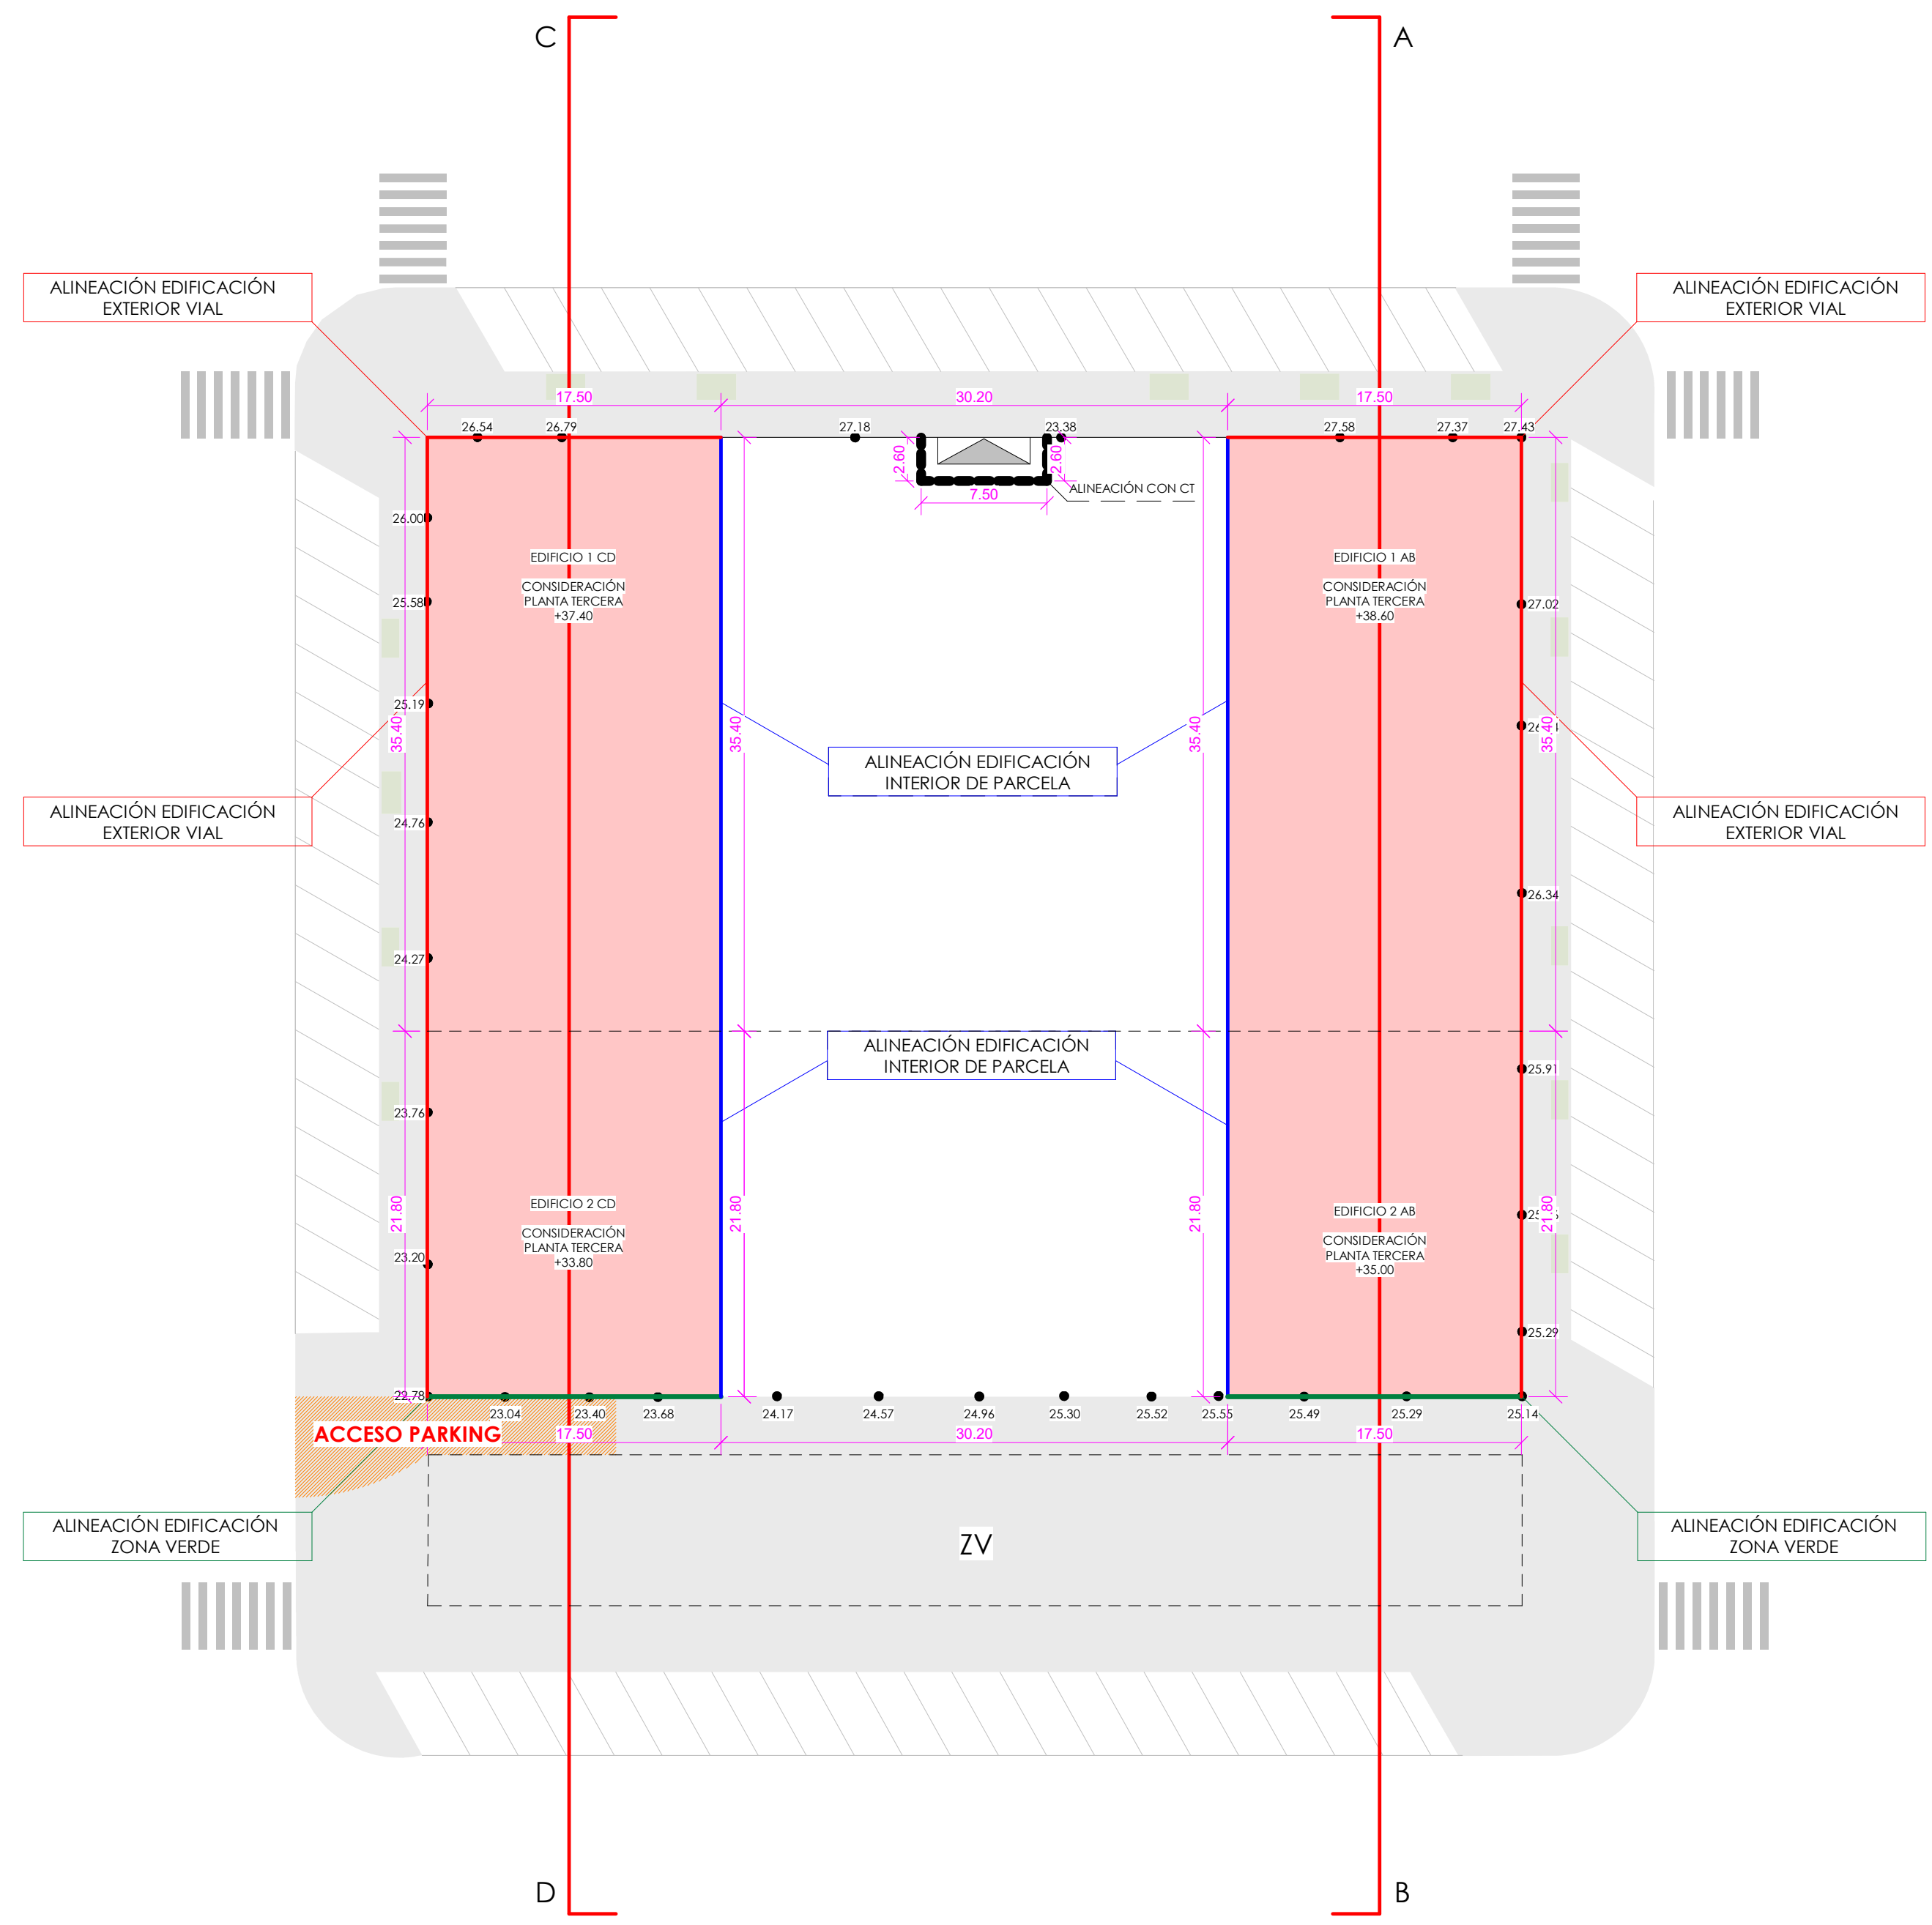 C
A
ALINEACIÓN EDIFICACIÓN
EXTERIOR VIAL
ALINEACIÓN EDIFICACIÓN
EXTERIOR VIAL
17.50
30.20
17.50
26.54
26.79
27.18
23.38
27.58
27.37
27.43
2.60
2.60
7.50
ALINEACIÓN CON CT
26.00
25.58
25.19
24.76
24.27
23.76
23.20
22.78
35.40
35.40
35.40
35.40
EDIFICIO 1 CD
CONSIDERACIÓN
PLANTA TERCERA
+37.40
EDIFICIO 1 AB
CONSIDERACIÓN
PLANTA TERCERA
+38.60
27.02
26.34
25.91
25.29
ALINEACIÓN EDIFICACIÓN
INTERIOR DE PARCELA
ALINEACIÓN EDIFICACIÓN
EXTERIOR VIAL
ALINEACIÓN EDIFICACIÓN
EXTERIOR VIAL
ALINEACIÓN EDIFICACIÓN
INTERIOR DE PARCELA
21.80
21.80
21.80
21.80
EDIFICIO 2 CD
CONSIDERACIÓN
PLANTA TERCERA
+33.80
EDIFICIO 2 AB
CONSIDERACIÓN
PLANTA TERCERA
+35.00
23.04
23.40
23.68
24.17
24.57
24.96
25.30
25.52
25.55
25.49
25.29
25.14
ACCESO PARKING
17.50
30.20
17.50
ALINEACIÓN EDIFICACIÓN
ZONA VERDE
ZV
ALINEACIÓN EDIFICACIÓN
ZONA VERDE
D
B